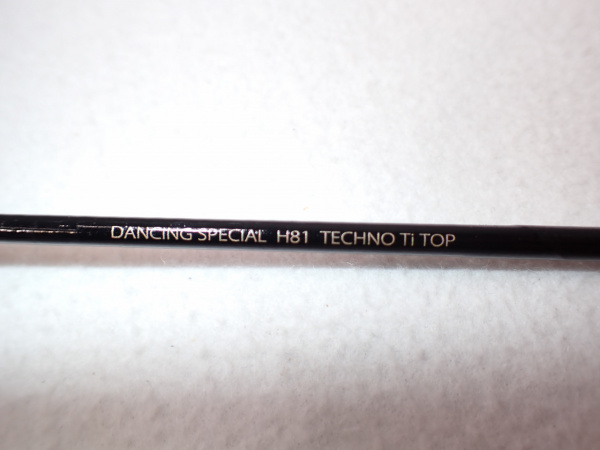 DANCING SPECIAL H81 TECHNO Ti TOP